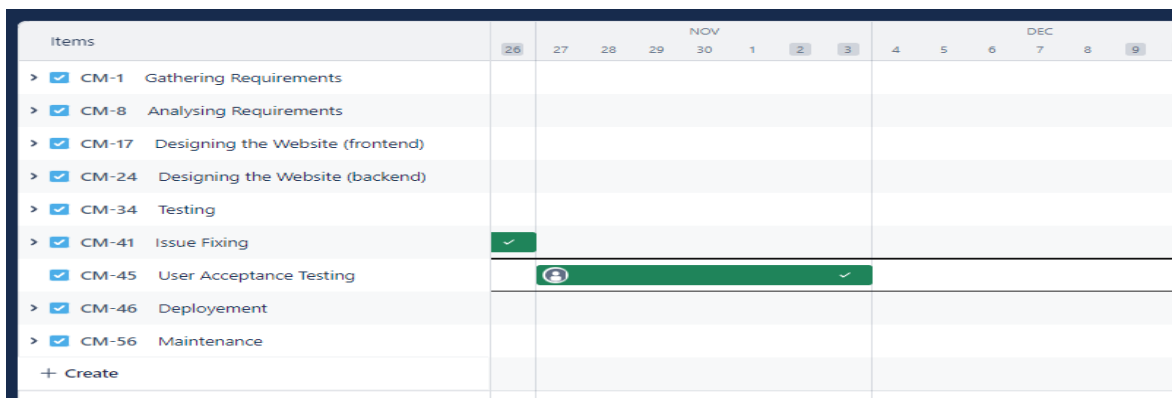 Items
NOV DEC
26 27 28 29 30 1 2 3 4 5 6 7 8 9
CM-1 Gathering Requirements
CM-8 Analysing Requirements
CM-17 Designing the Website (frontend)
CM-24 Designing the Website (backend)
CM-34 Testing
CM-41 Issue Fixing
CM-45 User Acceptance Testing
CM-46 Deployement
CM-56 Maintenance
+ Create